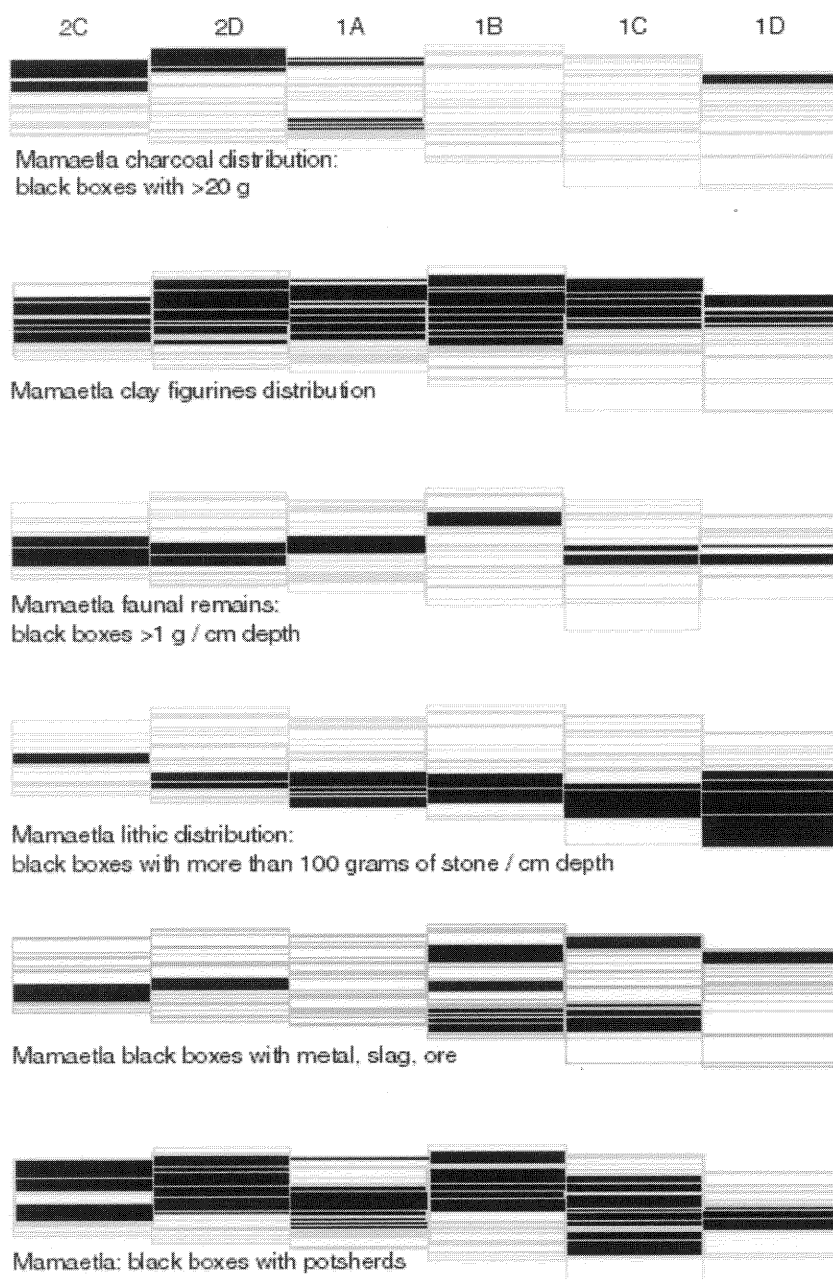 2C 2D 1A 1B 1C 1D
Mamaetla charcoal distribution:
black boxes with >20 g
Mamaetla clay figurines distribution
Mamaetla faunal remains:
black boxes >1 g / cm depth
Mamaetla lithic distribution:
black boxes with more than 100 grams of stone / cm depth
Mamaetla black boxes with metal, slag, ore
Mamaetla: black boxes with potsherds